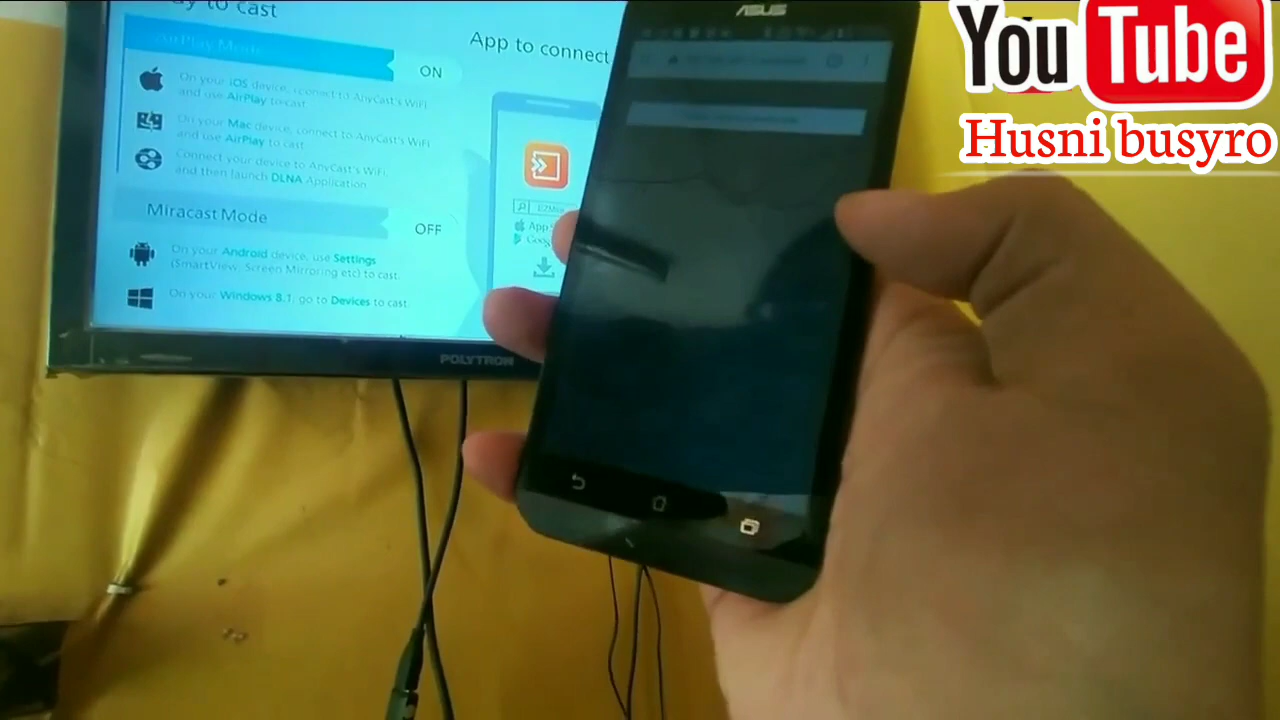 to cast
AirPlay Mode
ON
On your iOS device, connect to AnyCast's WiFi
and use AirPlay to cast
On your Mac device, connect to AnyCast's WiFi
and use AirPlay to cast
Connect your device to AnyCast's WiFi,
and then launch DLNA Application.
Miracast Mode
OFF
On your Android device, use Settings
(SmartView, Screen Mirroring etc) to cast.
On your Windows 8.1, go to Devices to cast.
App to connect
App
POLYTRON
ASUS
YouTube
Husni busyro